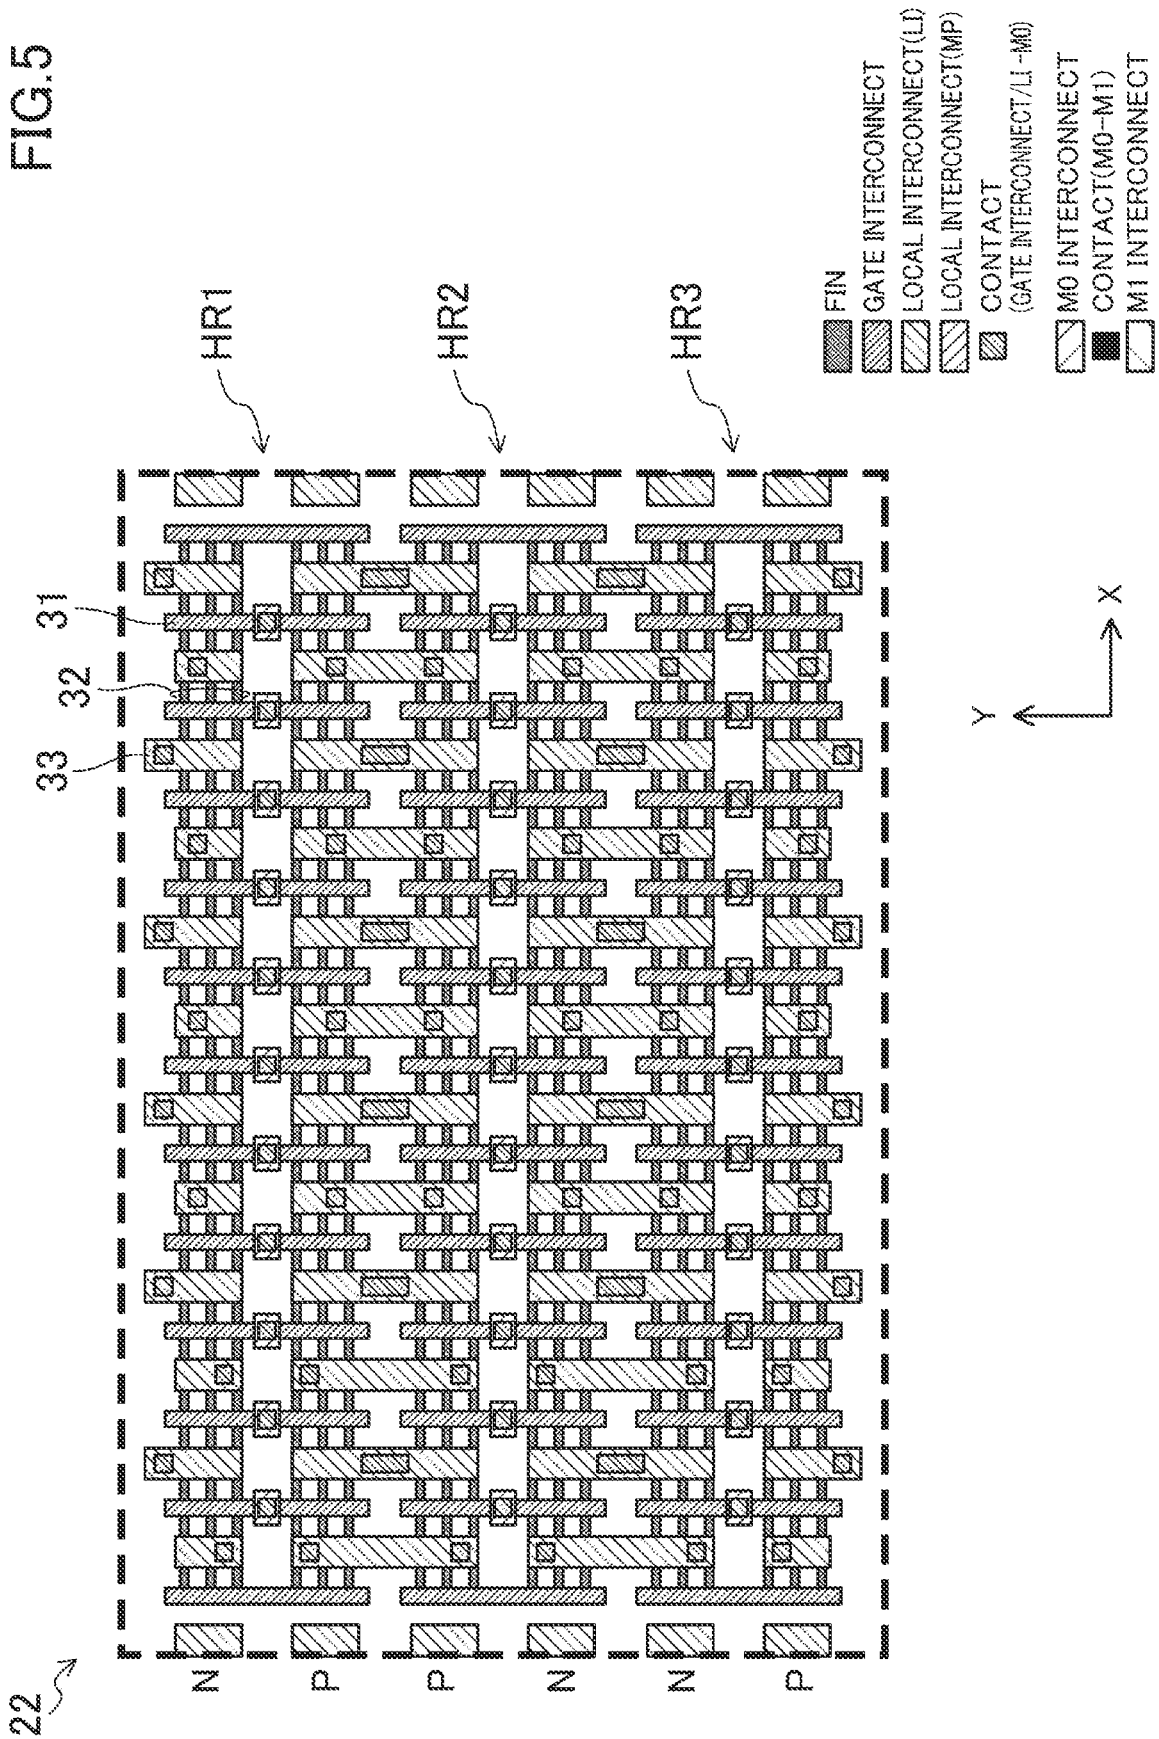 FIG.5
22
33
32
31
HR1
HR2
HR3
N
P
P
N
N
P
Y
X
FIN
GATE INTERCONNECT
LOCAL INTERCONNECT(LI)
LOCAL INTERCONNECT(MP)
CONTACT
(GATE INTERCONNECT/LI-M0)
M0 INTERCONNECT
CONTACT(M0-M1)
M1 INTERCONNECT